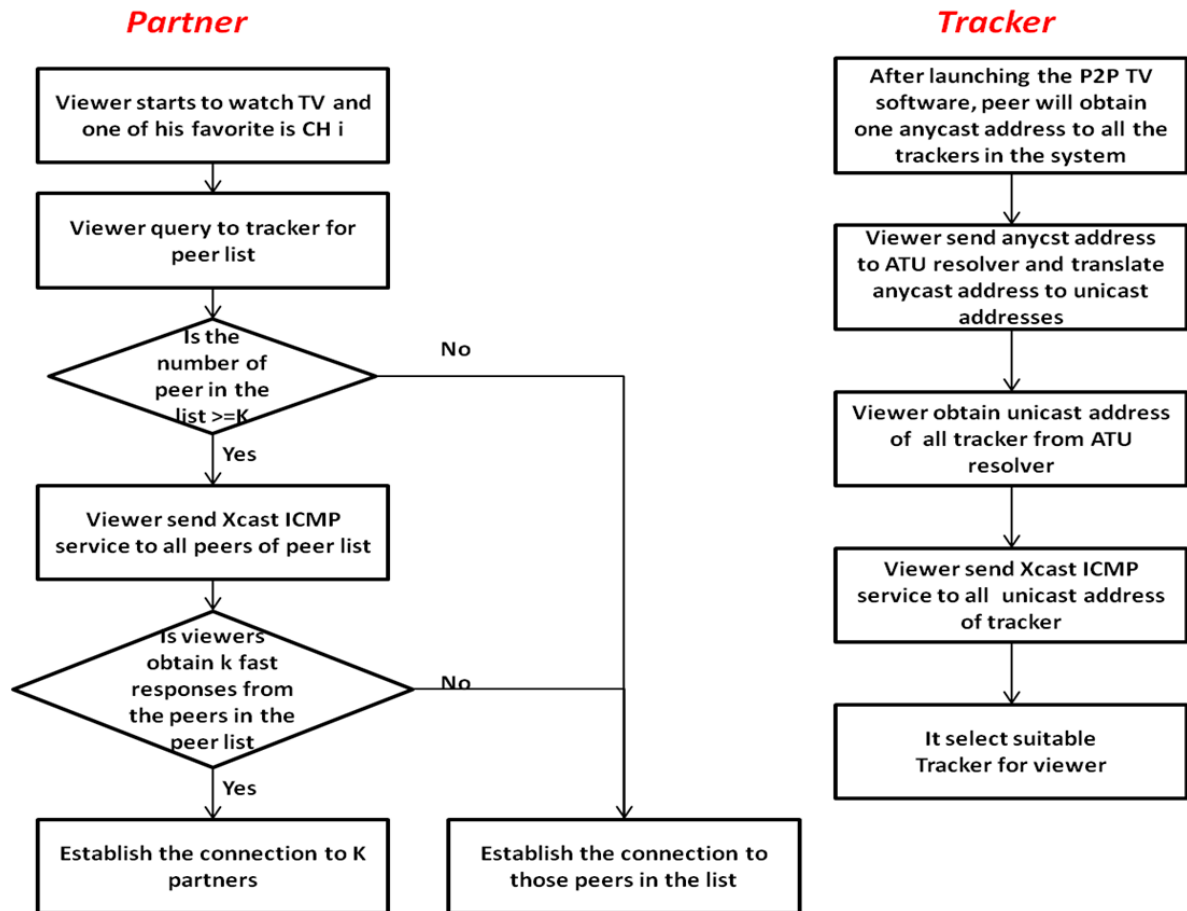 Partner
Viewer starts to watch TV and
one of his favorite is CH i
Viewer query to tracker for
peer list
Is the
number of
peer in the
list >=K
No
Yes
Viewer send Xcast ICMP
service to all peers of peer list
Is viewers
obtain k fast
responses from
the peers in the
peer list
No
Yes
Establish the connection to K
partners
Establish the connection to
those peers in the list
Tracker
After launching the P2P TV
software, peer will obtain
one anycast address to all the
trackers in the system
Viewer send anycst address
to ATU resolver and translate
anycast address to unicast
addresses
Viewer obtain unicast address
of all tracker from ATU
resolver
Viewer send Xcast ICMP
service to all unicast address
of tracker
It select suitable
Tracker for viewer